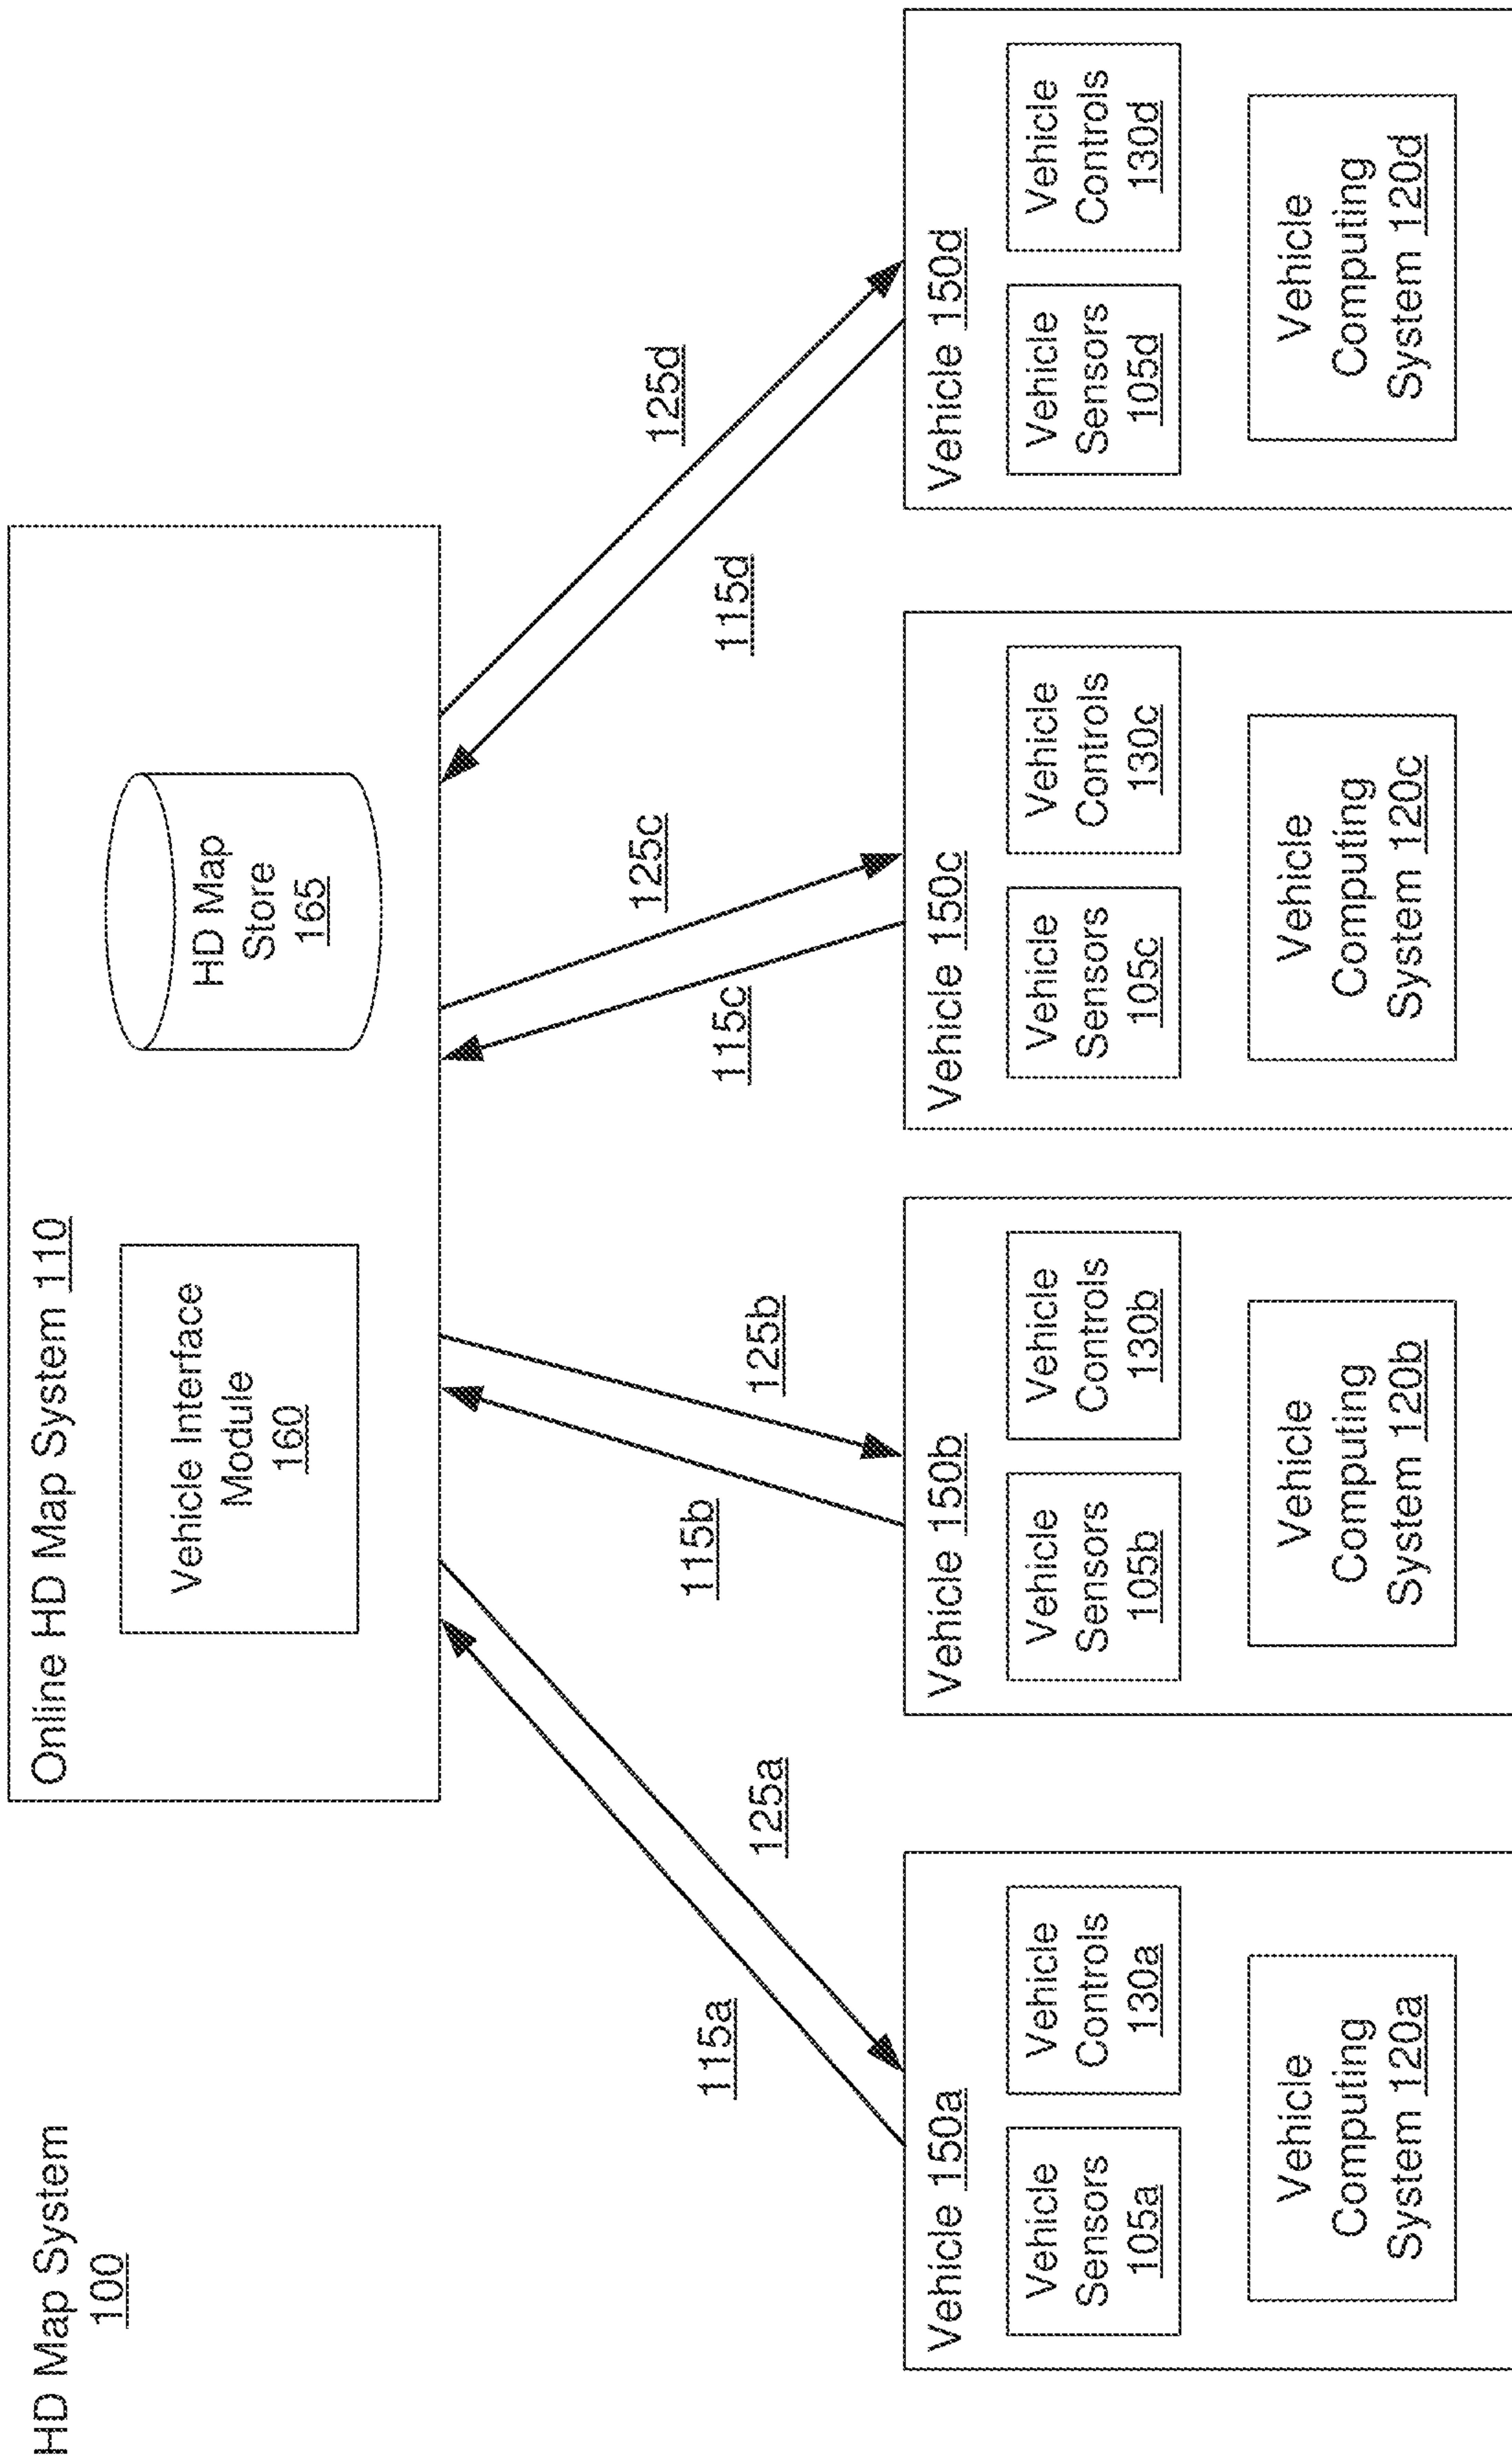 HD Map System
100
Online HD Map System 110
Vehicle Interface
Module
160
HD Map
Store
165
115a
125a
115b
125b
115c
125c
115d
125d
Vehicle 150a
Vehicle
Sensors
105a
Vehicle
Controls
130a
Vehicle
Computing
System 120a
Vehicle 150b
Vehicle
Sensors
105b
Vehicle
Controls
130b
Vehicle
Computing
System 120b
Vehicle 150c
Vehicle
Sensors
105c
Vehicle
Controls
130c
Vehicle
Computing
System 120c
Vehicle 150d
Vehicle
Sensors
105d
Vehicle
Controls
130d
Vehicle
Computing
System 120d